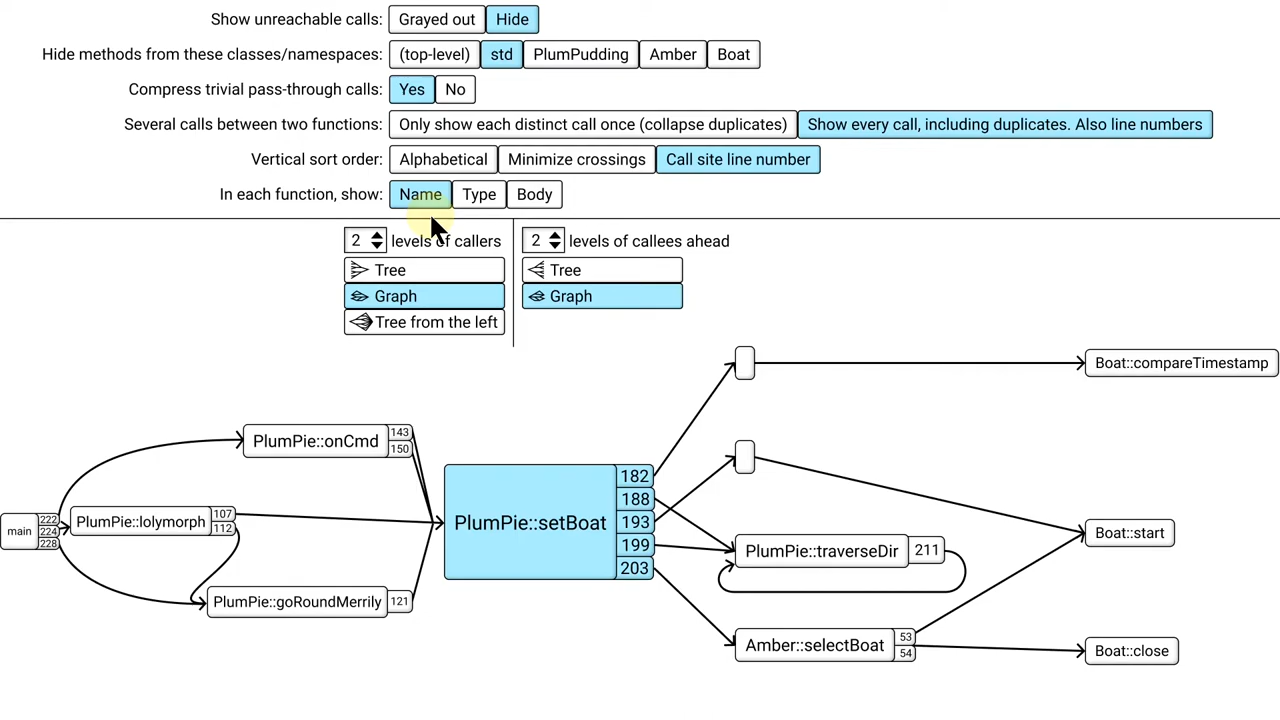 Show unreachable calls: Grayed out Hide
Hide methods from these classes/namespaces: (top-level) std PlumPudding Amber Boat
Compress trivial pass-through calls: Yes No
Several calls between two functions: Only show each distinct call once (collapse duplicates) Show every call, including duplicates. Also line numbers
Vertical sort order: Alphabetical Minimize crossings Call site line number
In each function, show: Name Type Body
2 levels of callers
Tree
Graph
Tree from the left
2 levels of callees ahead
Tree
Graph
main
222
224
228
PlumPie::onCmd
143
150
PlumPie::lolymorph
107
112
PlumPie::goRoundMerrily
121
PlumPie::setBoat
182
188
193
199
203
PlumPie::traverseDir
211
Amber::selectBoat
53
54
Boat::compareTimestamp
Boat::start
Boat::close